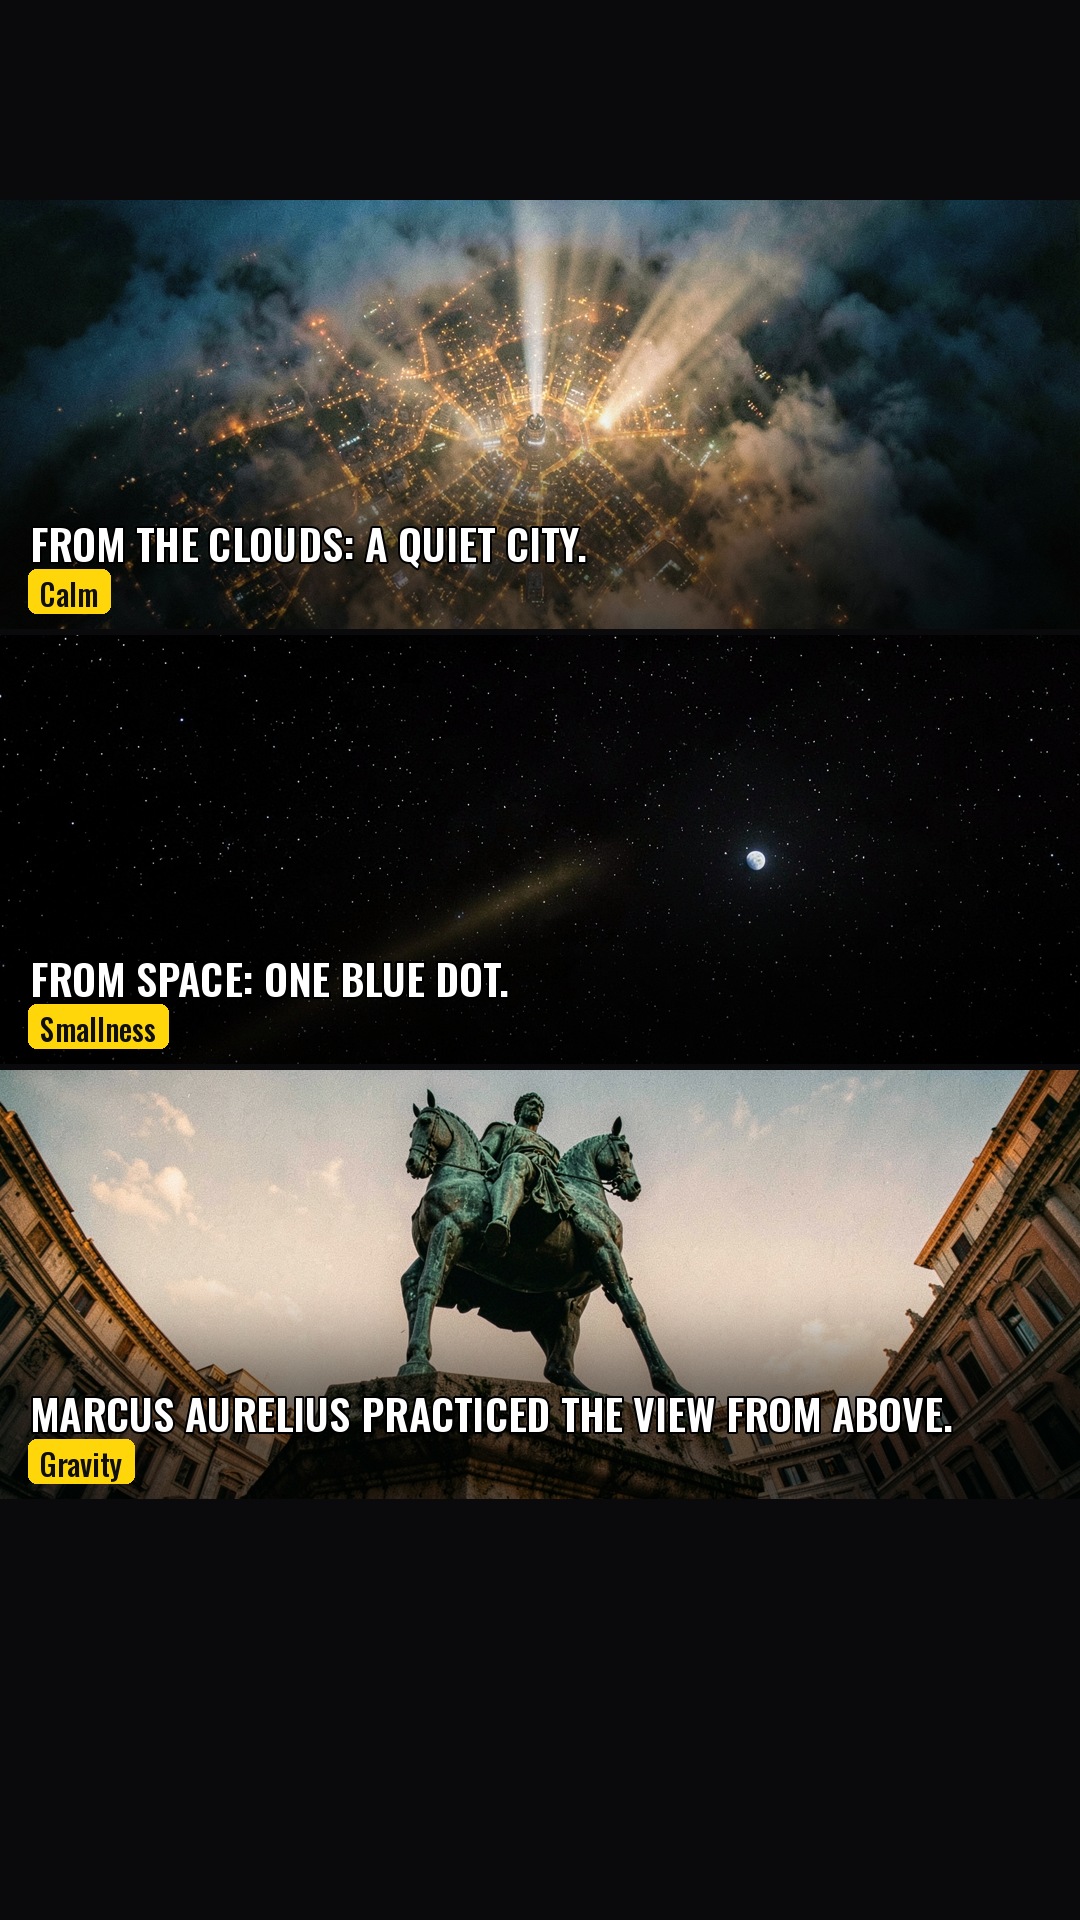 FROM THE CLOUDS: A QUIET CITY.
Calm
FROM SPACE: ONE BLUE DOT.
Smallness
MARCUS AURELIUS PRACTICED THE VIEW FROM ABOVE.
Gravity